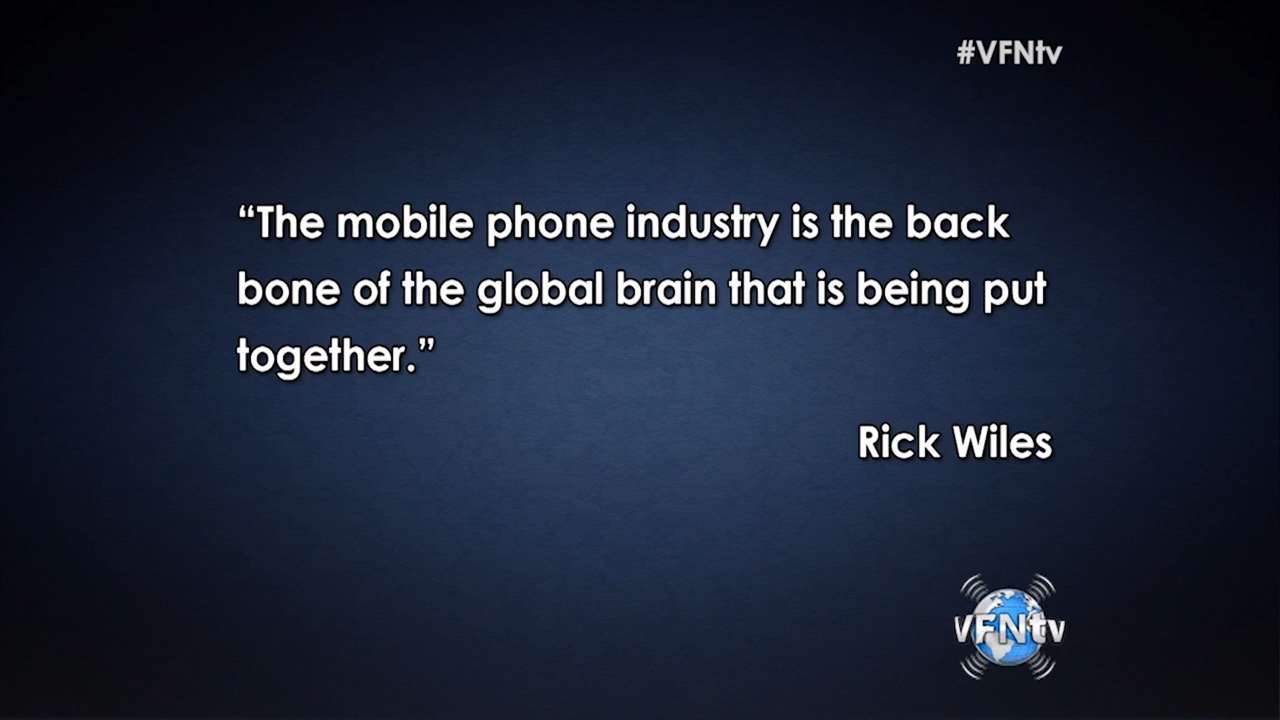 #VFNtv
“The mobile phone industry is the back
bone of the global brain that is being put
together.”
Rick Wiles
VFNtv